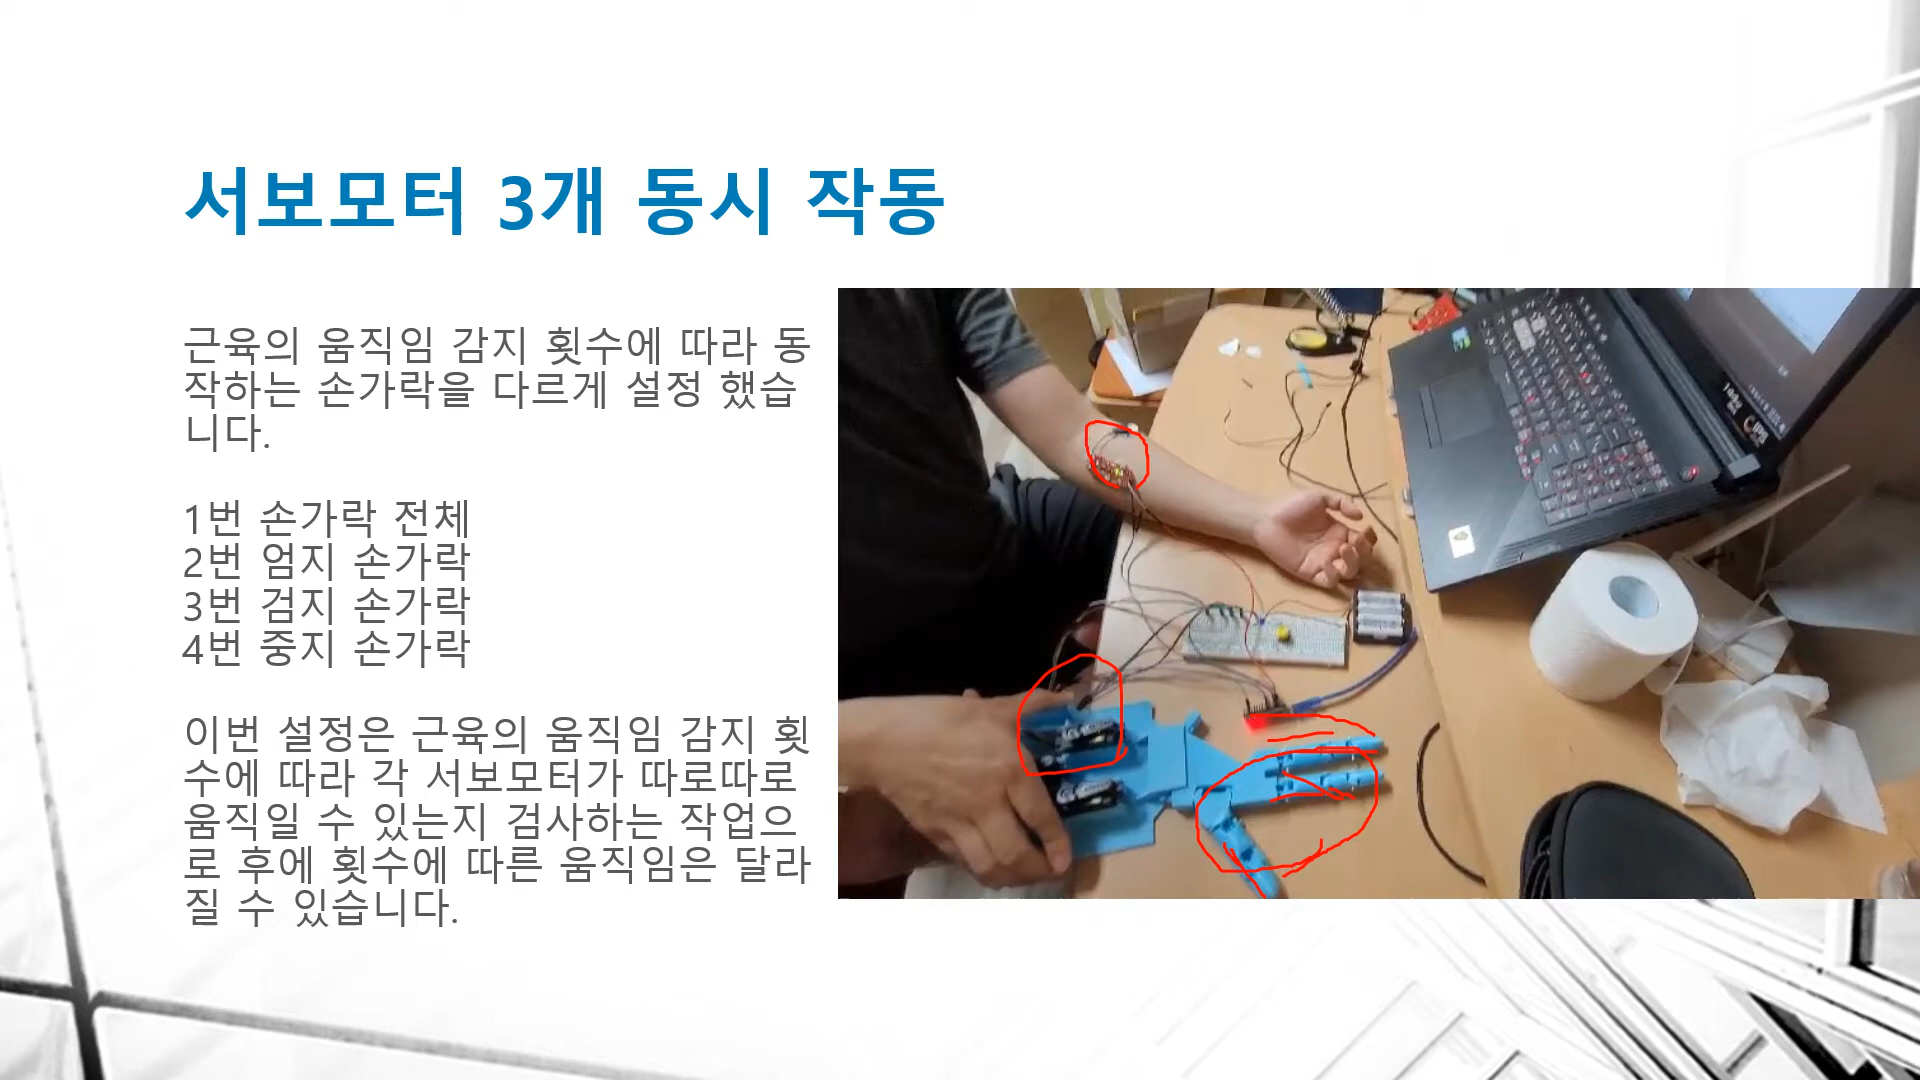 서보모터 3개 동시 작동
근육의 움직임 감지 횟수에 따라 동
작하는 손가락을 다르게 설정 했습
니다.
1번 손가락 전체
2번 엄지 손가락
3번 검지 손가락
4번 중지 손가락
이번 설정은 근육의 움직임 감지 횟
수에 따라 각 서보모터가 따로따로
움직일 수 있는지 검사하는 작업으
로 후에 횟수에 따른 움직임은 달라
질 수 있습니다.